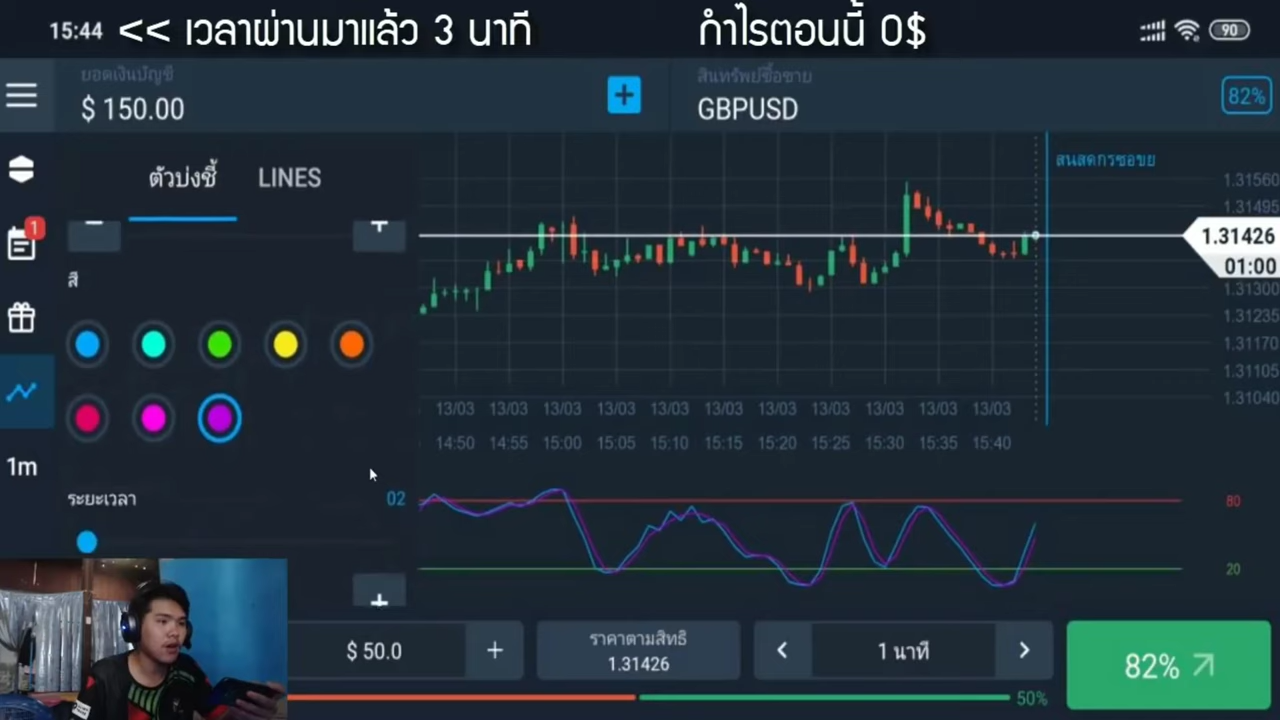 15:44 << เวลาผ่านมาแล้ว 3 นาที
กำไรตอนนี้ 0$
90
ยอดเงินบัญชี
$ 150.00
+
สินทรัพย์ซื้อขาย
GBPUSD
82%
ตัวบ่งชี้
LINES
1
− +
สี
1m
ระยะเวลา 02
+
1.31560
1.31495
1.31426
01:00
1.31300
1.31235
1.31170
1.31105
1.31040
13/03 13/03 13/03 13/03 13/03 13/03 13/03 13/03 13/03 13/03 13/03
14:50 14:55 15:00 15:05 15:10 15:15 15:20 15:25 15:30 15:35 15:40
80
20
$ 50.0 +
ราคาตามสิทธิ
1.31426
< 1 นาที >
82%
50%